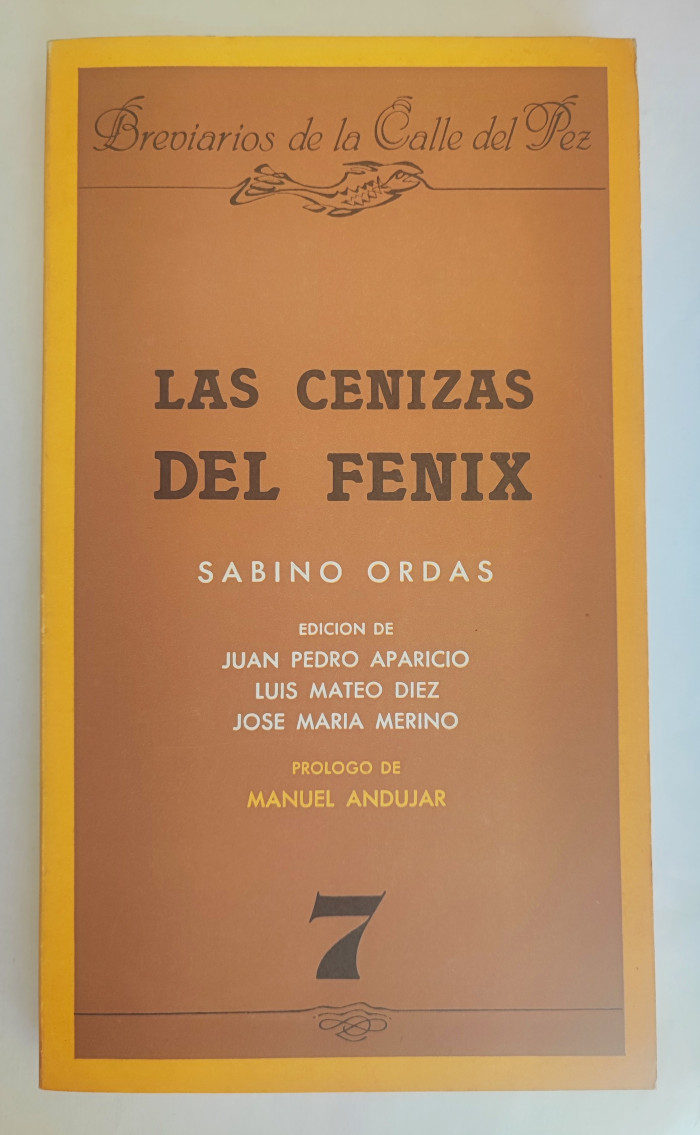 Breviarios de la Calle del Pez
LAS CENIZAS
DEL FENIX
SABINO ORDAS
EDICION DE
JUAN PEDRO APARICIO
LUIS MATEO DIEZ
JOSE MARIA MERINO
PROLOGO DE
MANUEL ANDUJAR
7